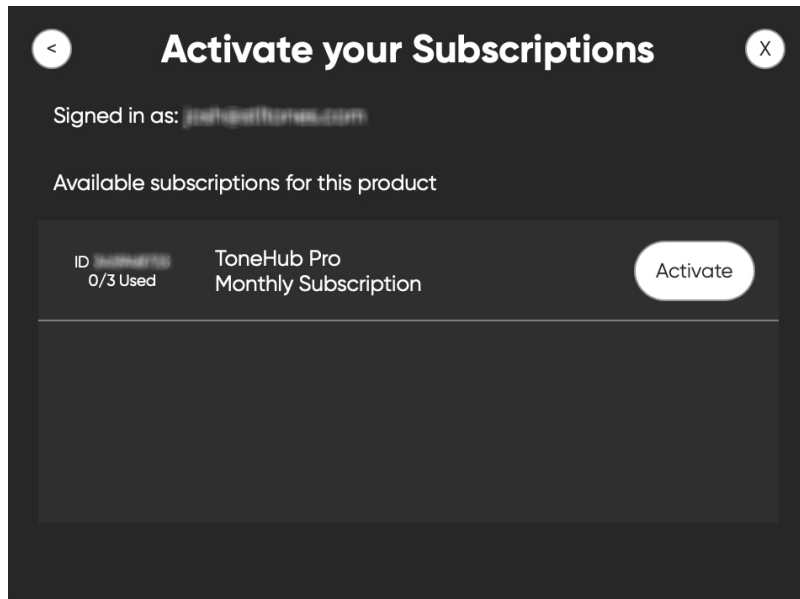 <
Activate your Subscriptions
X
Signed in as:
Available subscriptions for this product
ID
0/3 Used
ToneHub Pro
Monthly Subscription
Activate